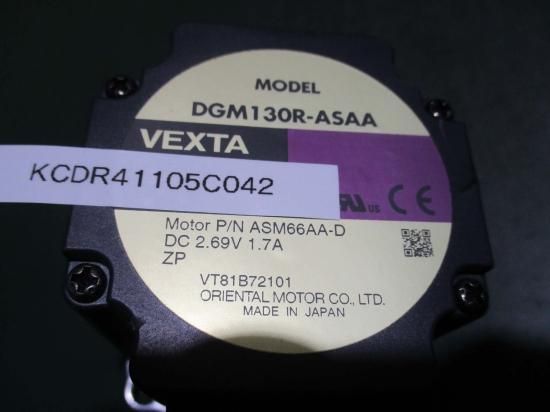 MODEL
DGM130R-ASAA
VEXTA
KCDR41105C042
US
CE
Motor P/N ASM66AA-D
DC 2.69V 1.7A
ZP
VT81B72101
ORIENTAL MOTOR CO., LTD.
MADE IN JAPAN